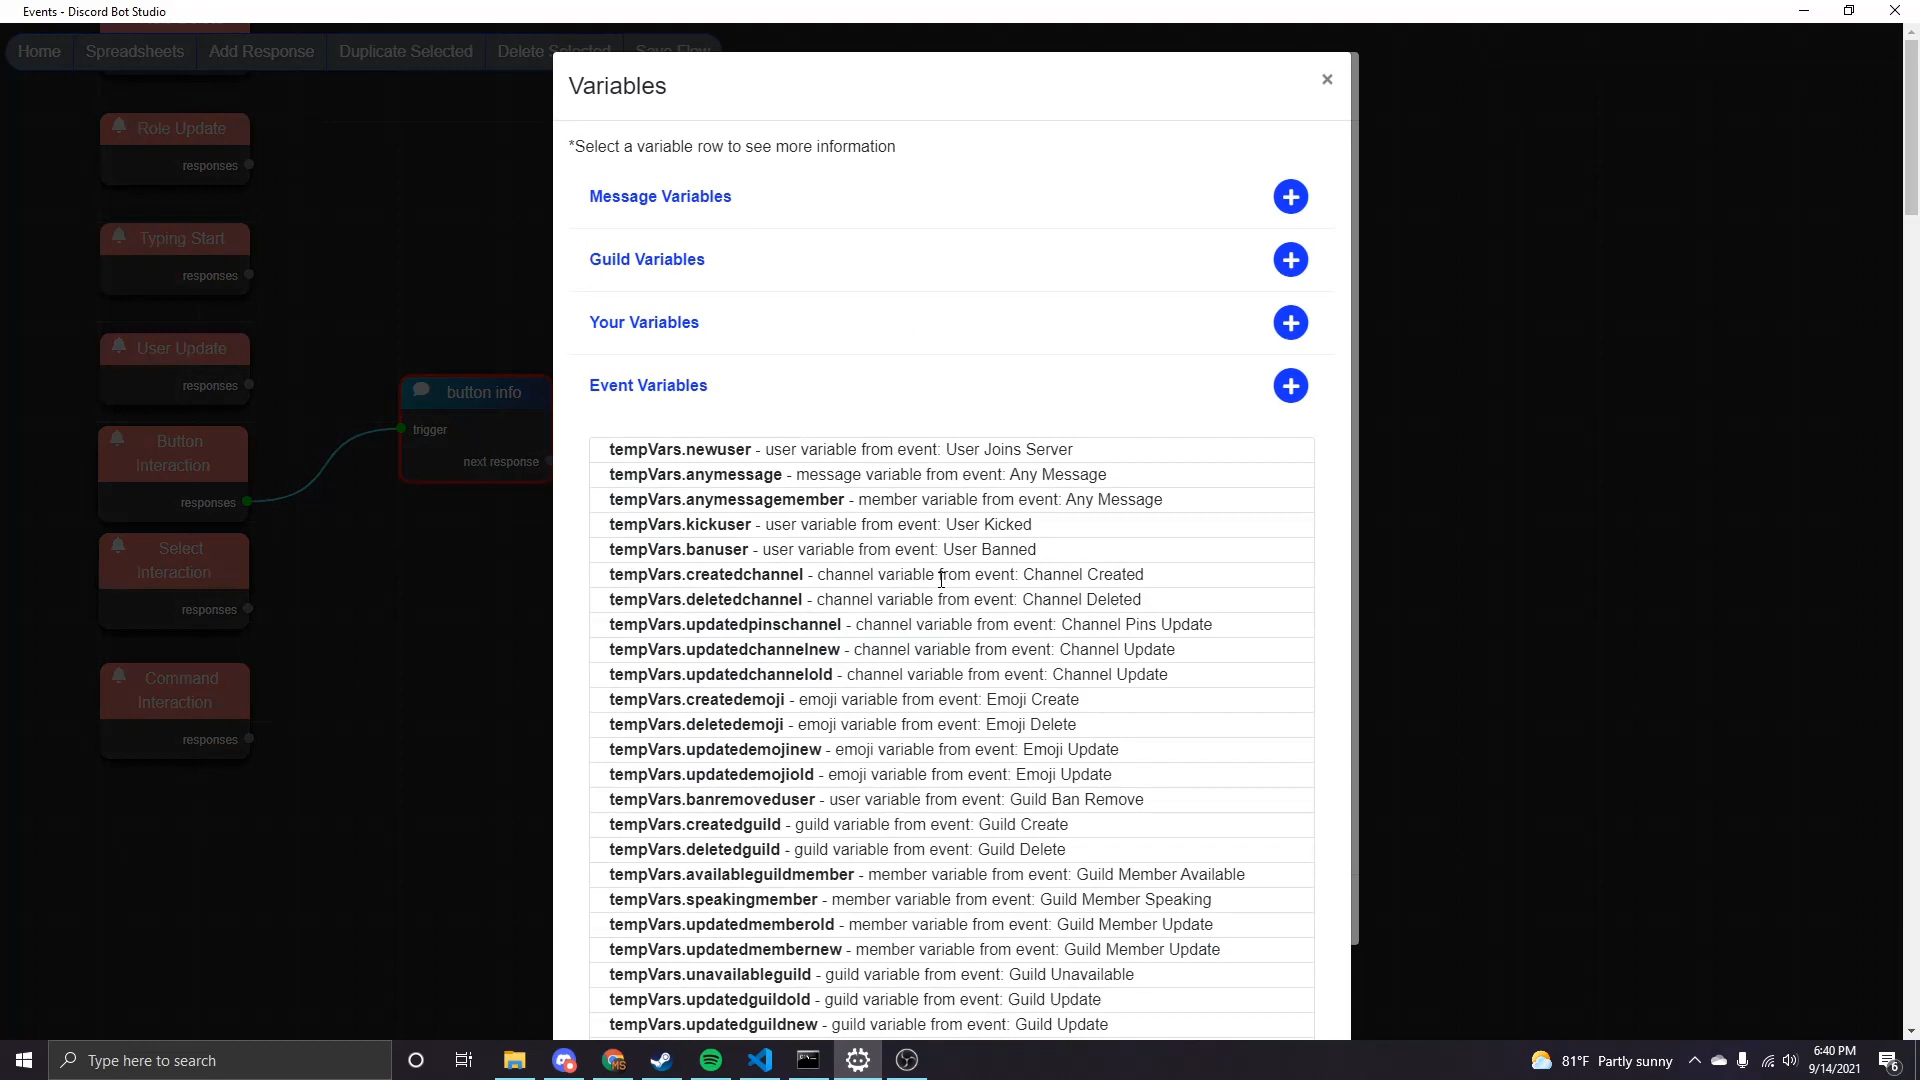 Events - Discord Bot Studio
Home Spreadsheets Add Response Duplicate Selected Delete Selected Save Flow
Role Update
responses
Typing Start
responses
User Update
responses
Button
Interaction
responses
Select
Interaction
responses
Command
Interaction
responses
button info
trigger
next response
Variables
×
*Select a variable row to see more information
Message Variables
Guild Variables
Your Variables
Event Variables
tempVars.newuser - user variable from event: User Joins Server
tempVars.anymessage - message variable from event: Any Message
tempVars.anymessagemember - member variable from event: Any Message
tempVars.kickuser - user variable from event: User Kicked
tempVars.banuser - user variable from event: User Banned
tempVars.createdchannel - channel variable from event: Channel Created
tempVars.deletedchannel - channel variable from event: Channel Deleted
tempVars.updatedpinschannel - channel variable from event: Channel Pins Update
tempVars.updatedchannelnew - channel variable from event: Channel Update
tempVars.updatedchannelold - channel variable from event: Channel Update
tempVars.createdemoji - emoji variable from event: Emoji Create
tempVars.deletedemoji - emoji variable from event: Emoji Delete
tempVars.updatedemojinew - emoji variable from event: Emoji Update
tempVars.updatedemojiold - emoji variable from event: Emoji Update
tempVars.banremoveduser - user variable from event: Guild Ban Remove
tempVars.createdguild - guild variable from event: Guild Create
tempVars.deletedguild - guild variable from event: Guild Delete
tempVars.availableguildmember - member variable from event: Guild Member Available
tempVars.speakingmember - member variable from event: Guild Member Speaking
tempVars.updatedmemberold - member variable from event: Guild Member Update
tempVars.updatedmembernew - member variable from event: Guild Member Update
tempVars.unavailableguild - guild variable from event: Guild Unavailable
tempVars.updatedguildold - guild variable from event: Guild Update
tempVars.updatedguildnew - guild variable from event: Guild Update
Type here to search
MS
81°F Partly sunny
6:40 PM
9/14/2021
6